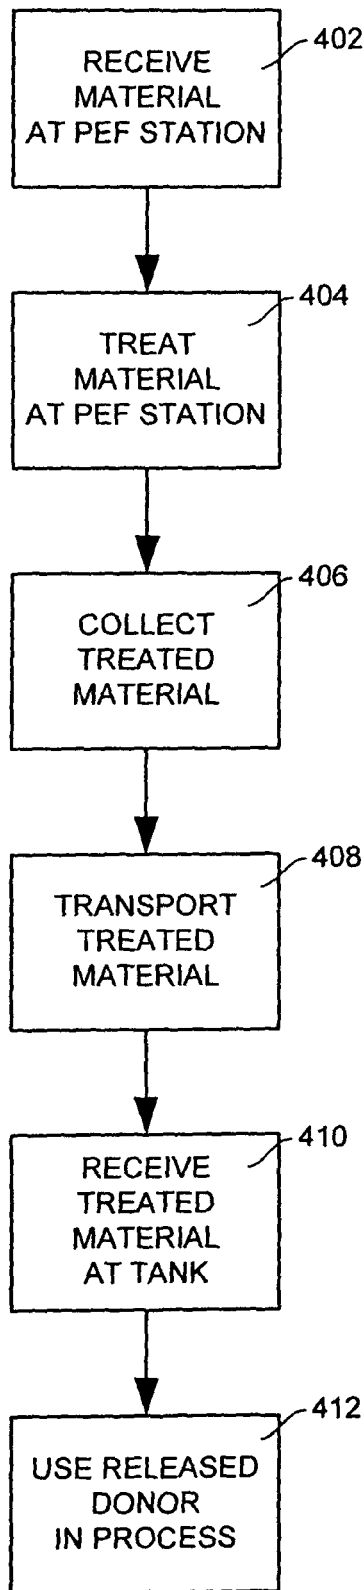 402
RECEIVE
MATERIAL
AT PEF STATION
404
TREAT
MATERIAL
AT PEF STATION
406
COLLECT
TREATED
MATERIAL
408
TRANSPORT
TREATED
MATERIAL
410
RECEIVE
TREATED
MATERIAL
AT TANK
412
USE RELEASED
DONOR
IN PROCESS